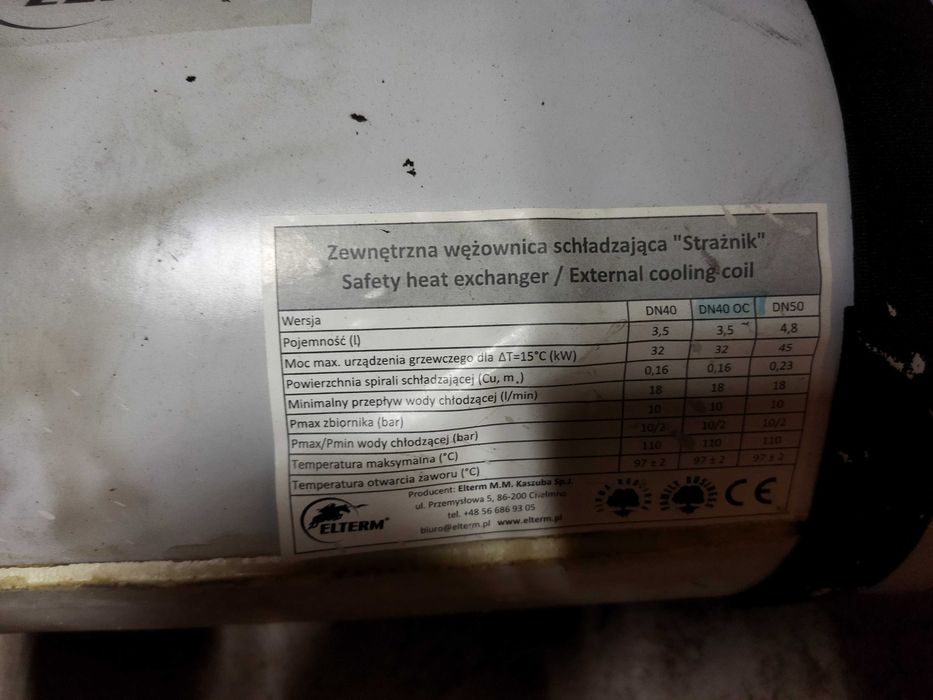 Zewnętrzna wężownica schładzająca "Strażnik"
Safety heat exchanger / External cooling coil
Wersja DN40 DN40 OC DN50
Pojemność (l) 3,5 3,5 4,8
Moc max. urządzenia grzewczego dla ΔT=15°C (kW) 32 32 45
Powierzchnia spirali schładzającej (Cu, m²) 0,16 0,16 0,23
Minimalny przepływ wody chłodzącej (l/min) 18 18 18
Pmax zbiornika (bar) 10 10 10
Pmax/Pmin wody chłodzącej (bar) 10/2 10/2 10/2
Temperatura maksymalna (°C) 110 110 110
Temperatura otwarcia zaworu (°C) 97 ± 2 97 ± 2 97 ± 2
ELTERM
Producent: Elterm M.M. Kaszuba Sp.j.
ul. Przemysłowa 5, 86-200 Chełmno
tel. +48 56 686 93 05
biuro@elterm.pl www.elterm.pl
FIRMA RODZINNA
FAMILY BUSINESS
CE